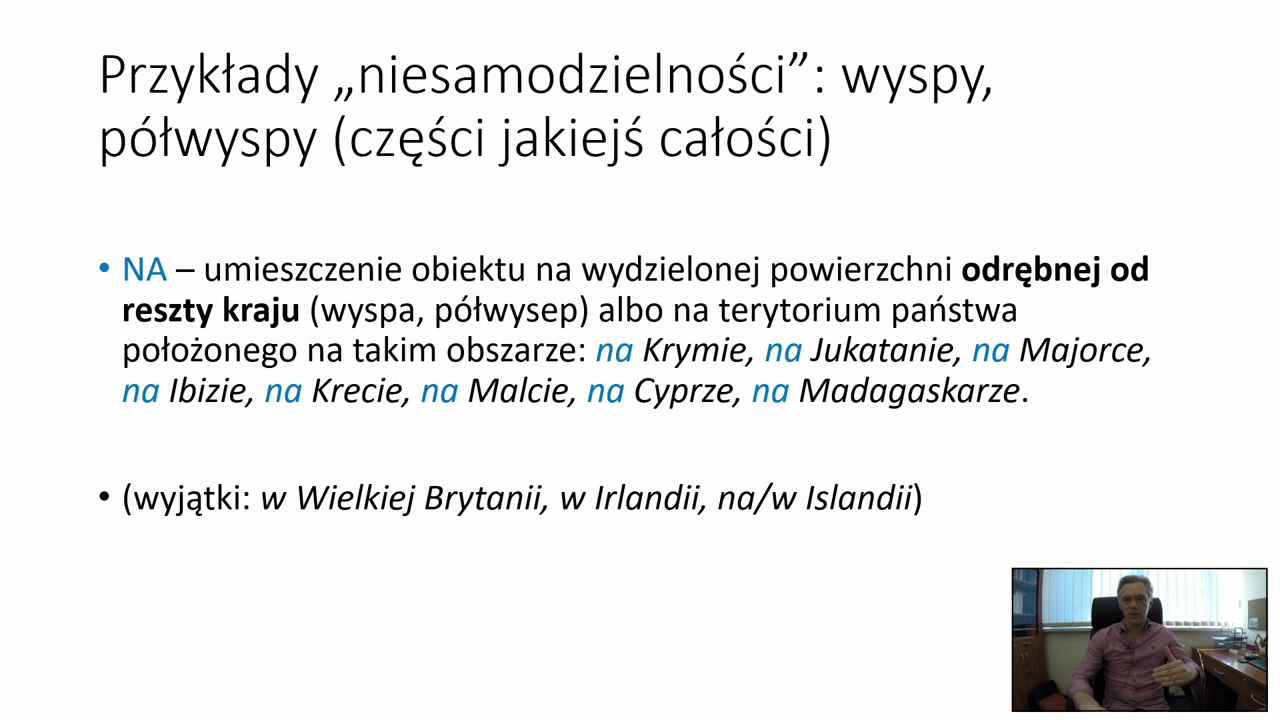 Przykłady „niesamodzielności”: wyspy,
półwyspy (części jakiejś całości)
• NA – umieszczenie obiektu na wydzielonej powierzchni odrębnej od
reszty kraju (wyspa, półwysep) albo na terytorium państwa
położonego na takim obszarze: na Krymie, na Jukatanie, na Majorce,
na Ibizie, na Krecie, na Malcie, na Cyprze, na Madagaskarze.
• (wyjątki: w Wielkiej Brytanii, w Irlandii, na/w Islandii)